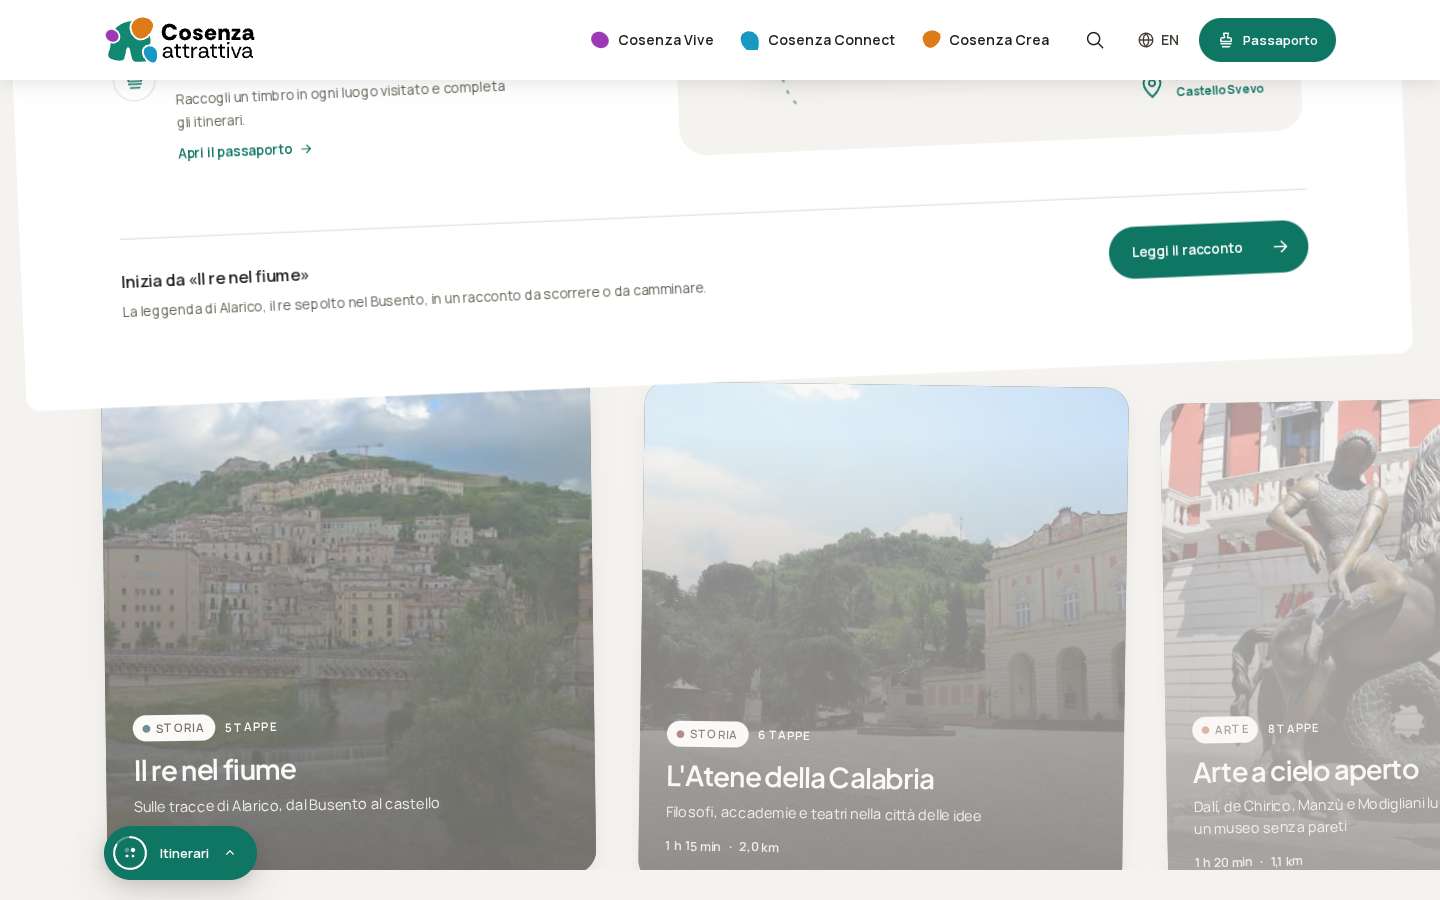 Cosenza
attrattiva
Cosenza Vive
Cosenza Connect
Cosenza Crea
EN
Passaporto
Raccogli un timbro in ogni luogo visitato e completa
gli itinerari.
Apri il passaporto
Castello Svevo
Inizia da «Il re nel fiume»
La leggenda di Alarico, il re sepolto nel Busento, in un racconto da scorrere o da camminare.
Leggi il racconto
STORIA
5 TAPPE
Il re nel fiume
Sulle tracce di Alarico, dal Busento al castello
STORIA
6 TAPPE
L'Atene della Calabria
Filosofi, accademie e teatri nella città delle idee
1 h 15 min · 2,0 km
ARTE
8 TAPPE
Arte a cielo aperto
Dalí, de Chirico, Manzù e Modigliani lu
un museo senza pareti
1 h 20 min · 1,1 km
Itinerari